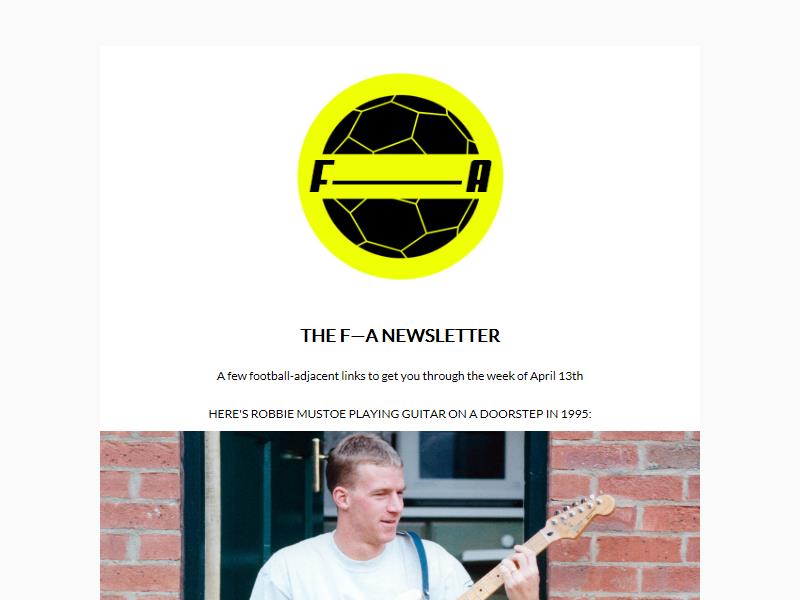 F—A
THE F—A NEWSLETTER
A few football-adjacent links to get you through the week of April 13th
HERE'S ROBBIE MUSTOE PLAYING GUITAR ON A DOORSTEP IN 1995: